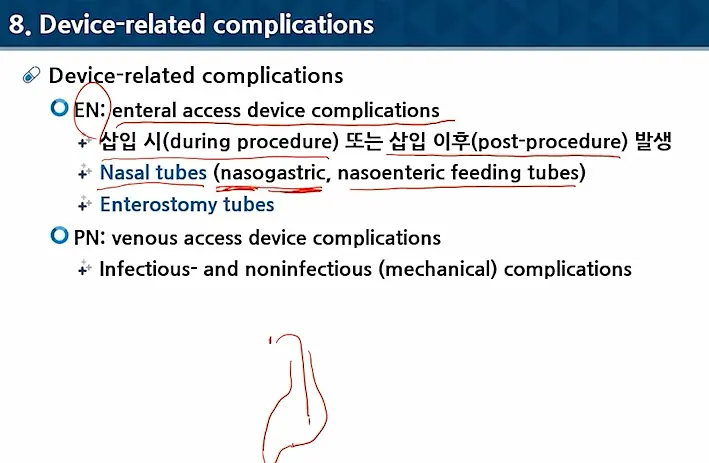 8. Device-related complications
Device-related complications
EN: enteral access device complications
삽입 시(during procedure) 또는 삽입 이후(post-procedure) 발생
Nasal tubes (nasogastric, nasoenteric feeding tubes)
Enterostomy tubes
PN: venous access device complications
Infectious- and noninfectious (mechanical) complications